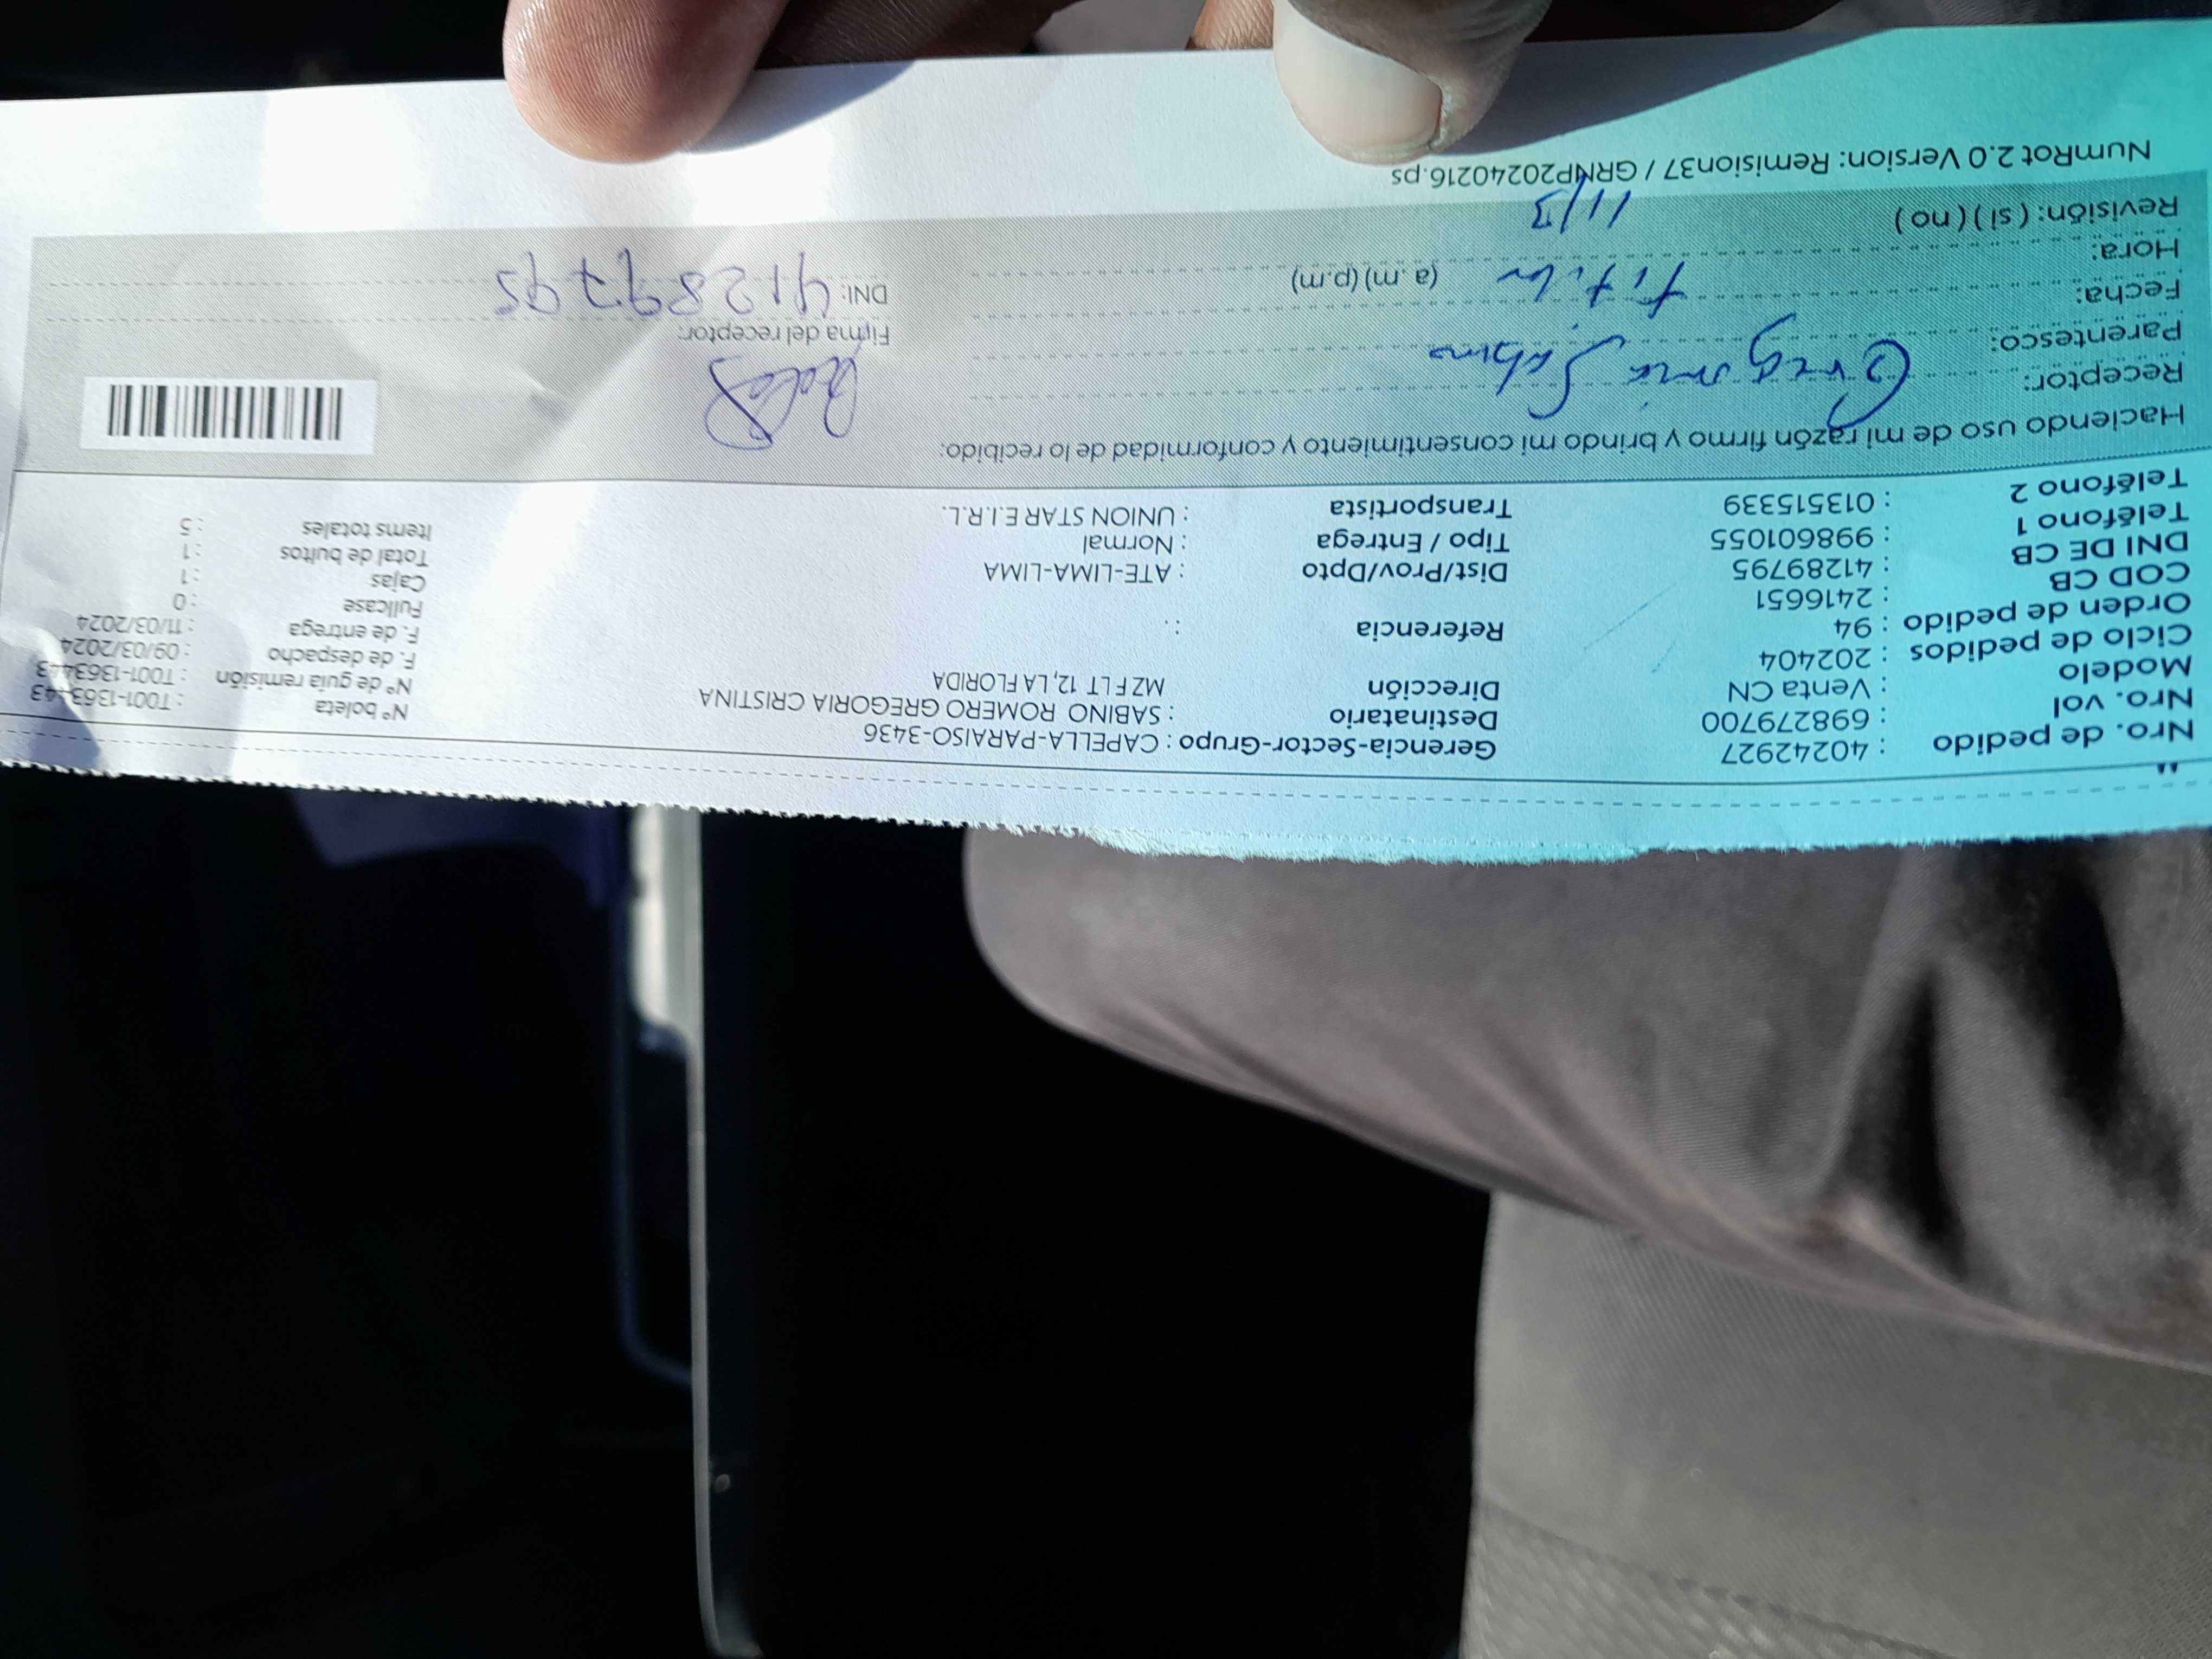 Nro. de pedido : 40242927
Nro. vol : 698279700
Modelo : Venta CN
Ciclo de pedidos : 202404
Orden de pedido : 94
COD CB : 2416651
DNI DE CB : 41289795
Teléfono 1 : 998601055
Teléfono 2 : 013515339
Gerencia-Sector-Grupo : CAPELLA-PARAISO-3436
Destinatario : SABINO ROMERO GREGORIA CRISTINA
Dirección MZ F LT 12, LA FLORIDA
Referencia : .
Dist/Prov/Dpto : ATE-LIMA-LIMA
Tipo / Entrega : Normal
Transportista : UNION STAR E.I.R.L.
Nº boleta : T001-1363443
Nº de guía remisión : T001-1363443
F. de despacho : 09/03/2024
F. de entrega : 11/03/2024
Fullcase : 0
Cajas : 1
Total de bultos : 1
Items totales : 5
Haciendo uso de mi razón firmo y brindo mi consentimiento y conformidad de lo recibido:
Receptor: Gregoria Sabino
Parentesco:
Fecha: Titular
Hora: (a. m) (p.m)
Revisión: ( sí ) ( no ) 11/3
Firma del receptor:
DNI: 41289795
NumRot 2.0 Version: Remision37 / GRNP20240216.ps